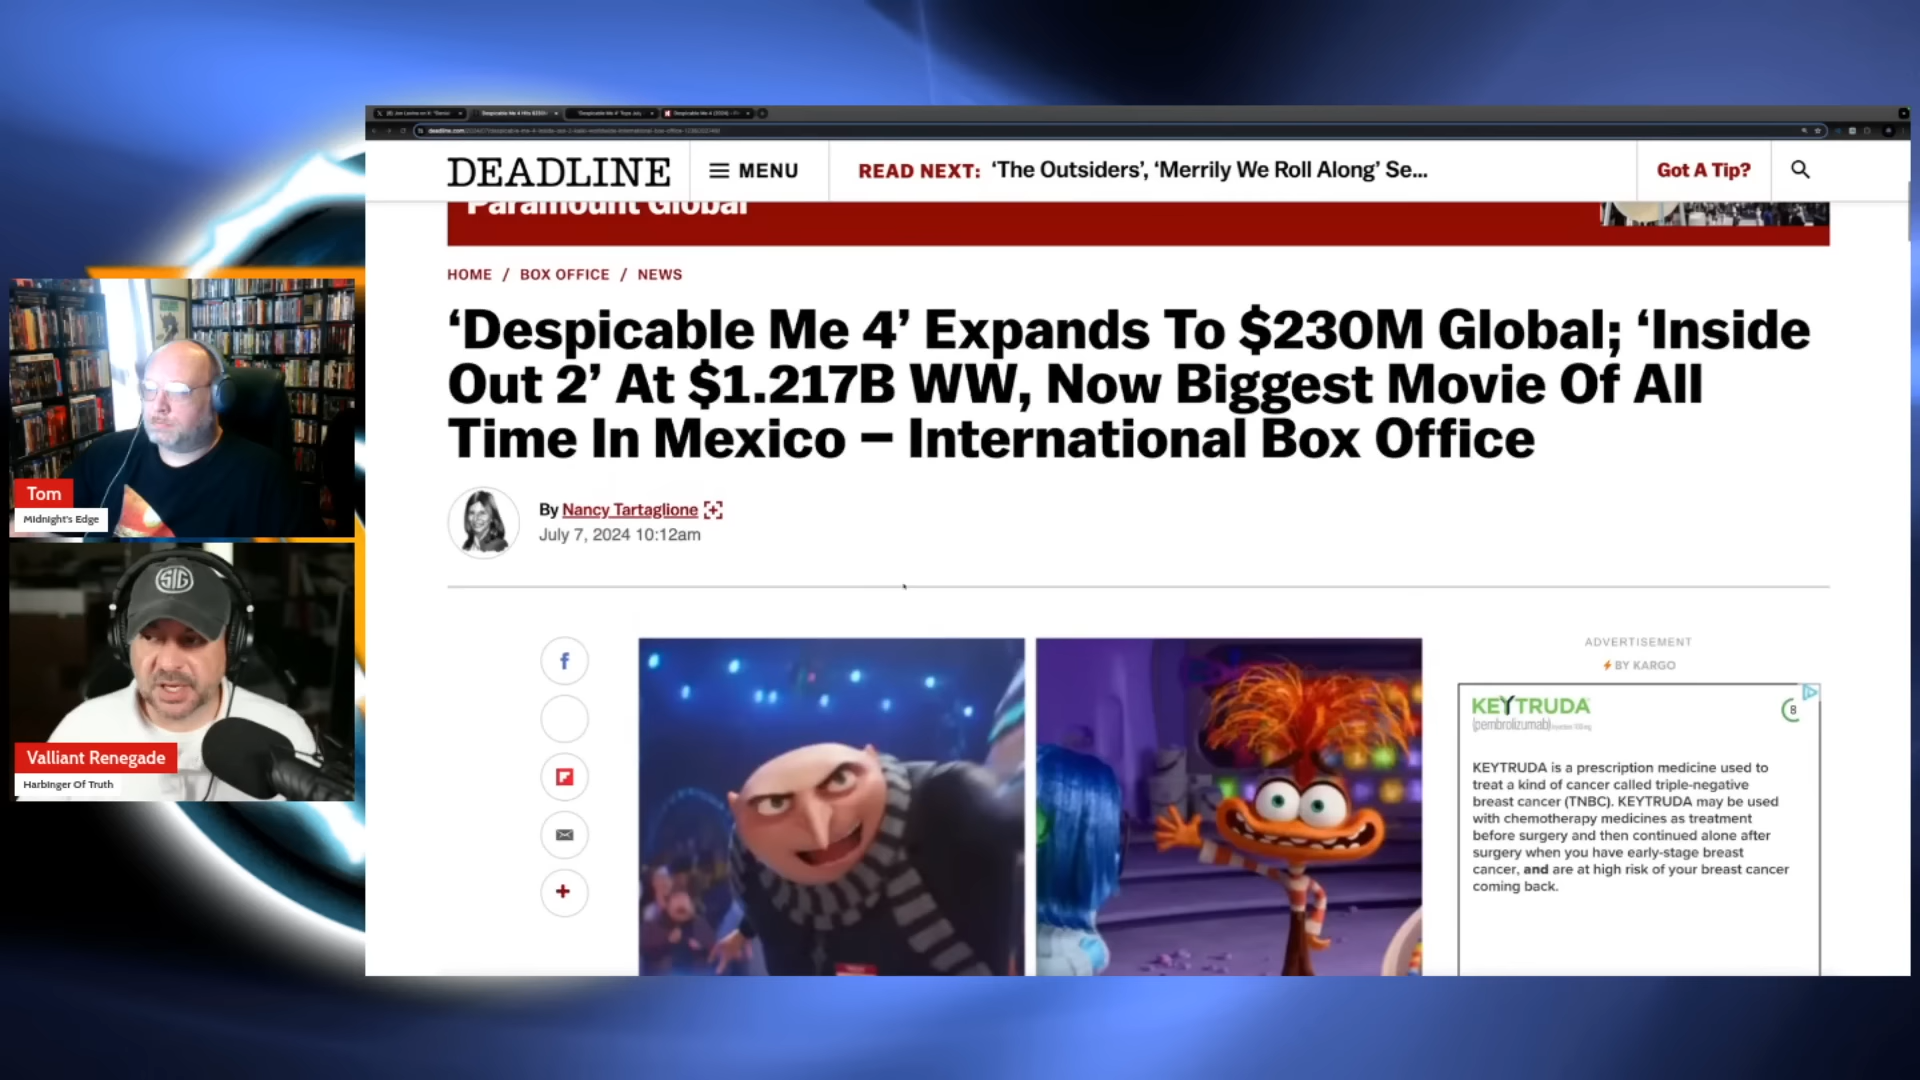 DEADLINE
MENU
READ NEXT: ‘The Outsiders’, ‘Merrily We Roll Along’ Se...
Got A Tip?
Paramount Global
HOME / BOX OFFICE / NEWS
‘Despicable Me 4’ Expands To $230M Global; ‘Inside
Out 2’ At $1.217B WW, Now Biggest Movie Of All
Time In Mexico – International Box Office
By Nancy Tartaglione
July 7, 2024 10:12am
ADVERTISEMENT
BY KARGO
KEYTRUDA
(pembrolizumab)
8
KEYTRUDA is a prescription medicine used to
treat a kind of cancer called triple-negative
breast cancer (TNBC). KEYTRUDA may be used
with chemotherapy medicines as treatment
before surgery and then continued alone after
surgery when you have early-stage breast
cancer, and are at high risk of your breast cancer
coming back.
Tom
Midnight's Edge
SIG
Valliant Renegade
Harbinger Of Truth